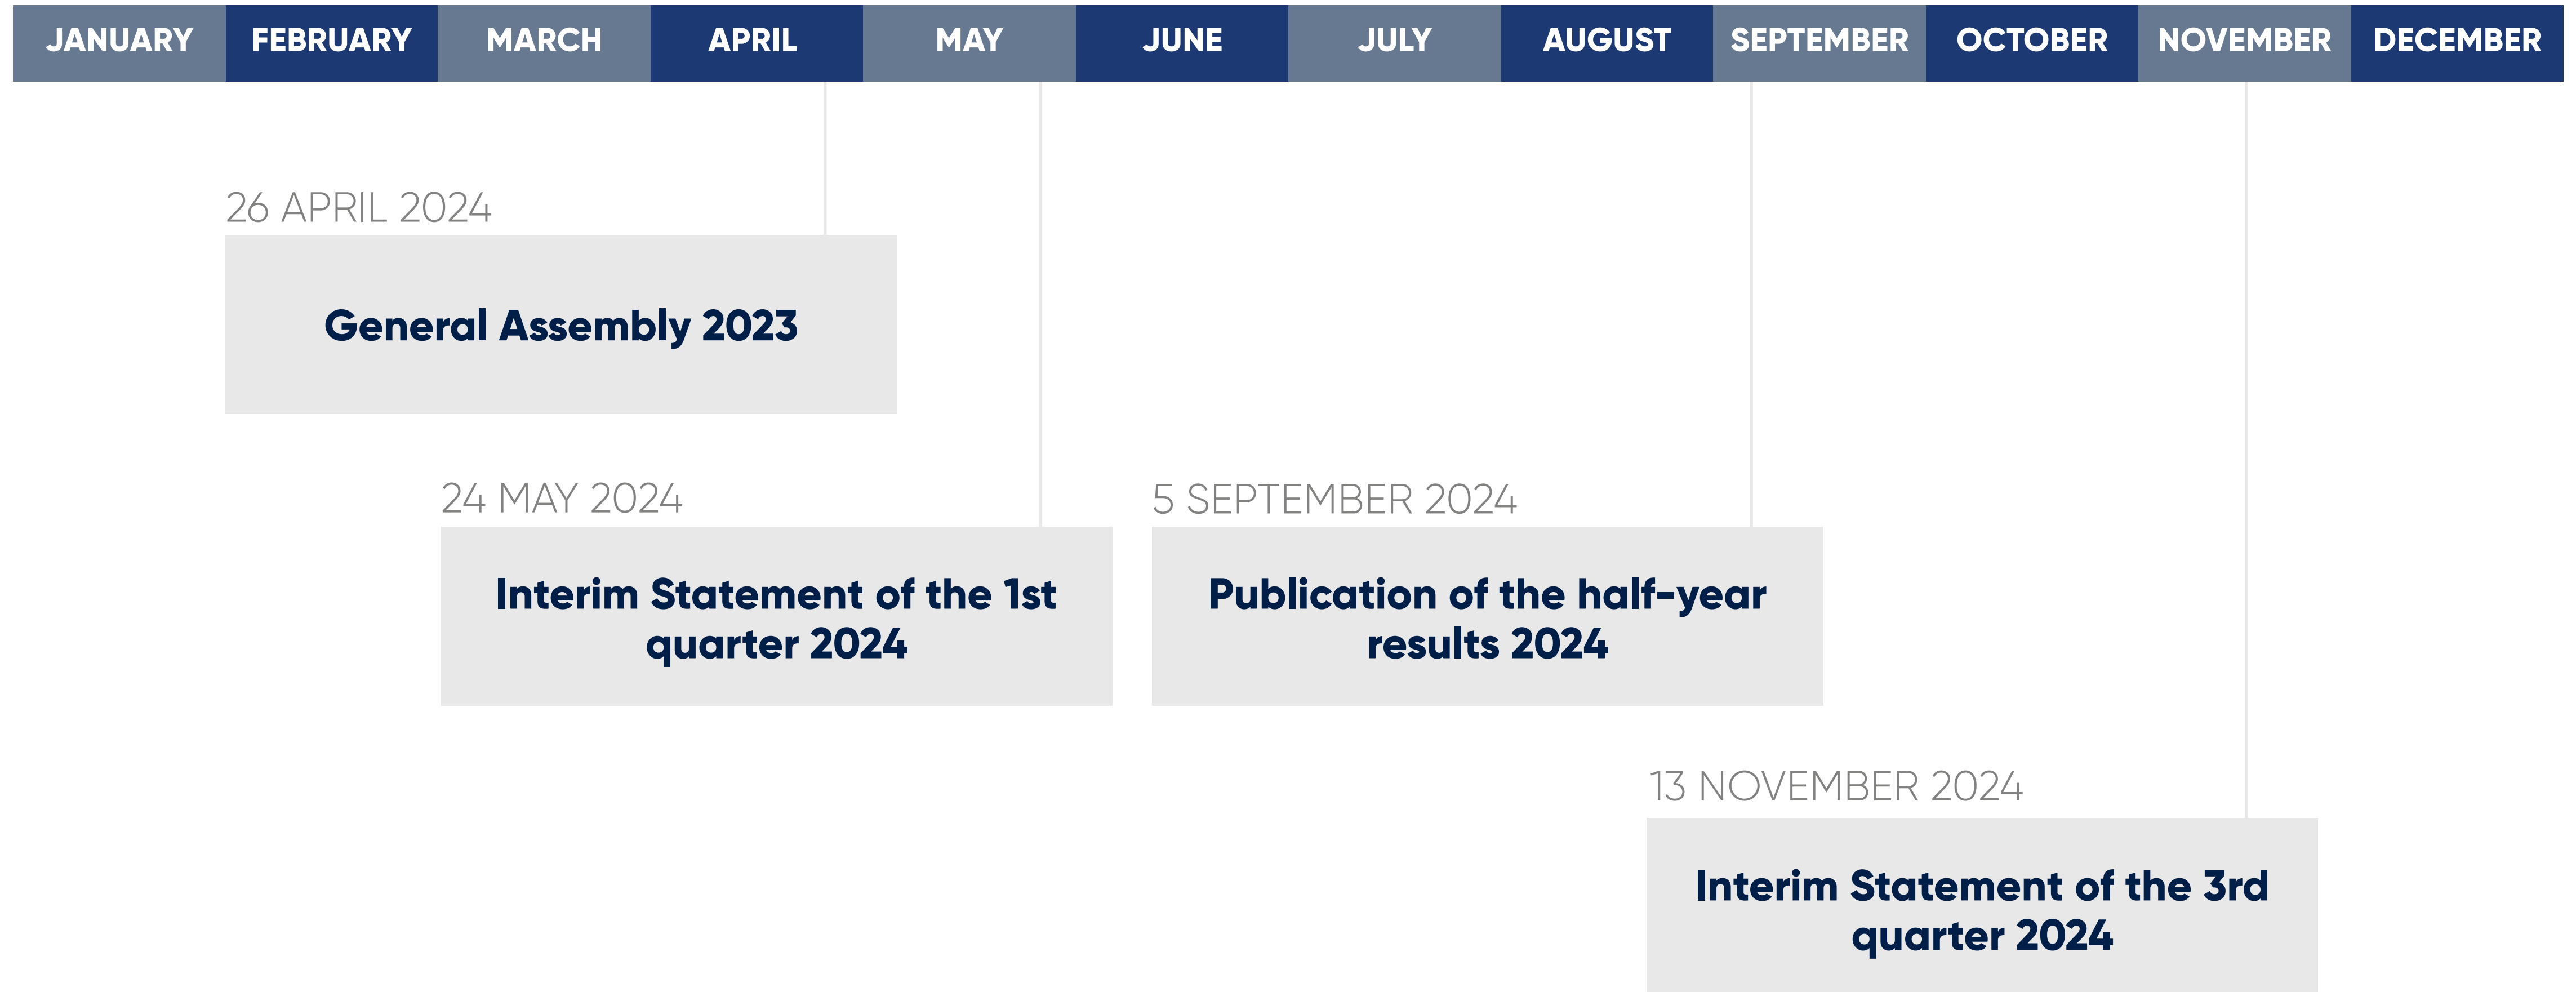 JANUARY FEBRUARY MARCH APRIL MAY JUNE JULY AUGUST SEPTEMBER OCTOBER NOVEMBER DECEMBER
26 APRIL 2024
General Assembly 2023
24 MAY 2024
Interim Statement of the 1st
quarter 2024
5 SEPTEMBER 2024
Publication of the half-year
results 2024
13 NOVEMBER 2024
Interim Statement of the 3rd
quarter 2024